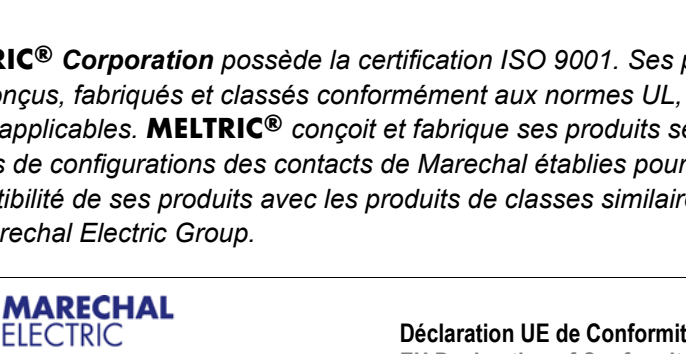 RIC® Corporation possède la certification ISO 9001. Ses p
onçus, fabriqués et classés conformément aux normes UL,
applicables. MELTRIC® conçoit et fabrique ses produits se
s de configurations des contacts de Marechal établies pour
tibilité de ses produits avec les produits de classes similaire
rechal Electric Group.
MARECHAL
ELECTRIC
Déclaration UE de Conformit